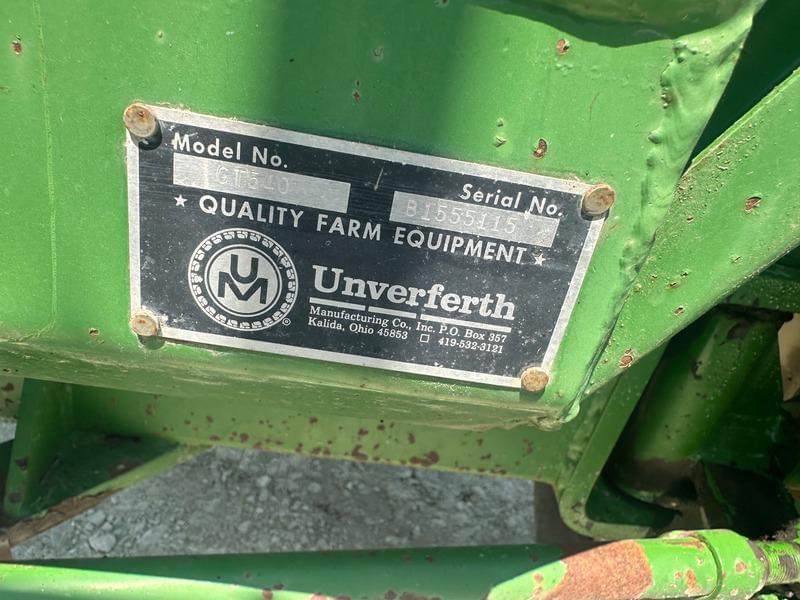 Model No.
Serial No.
B1555115
★ QUALITY FARM EQUIPMENT ★
UM
Unverferth
Manufacturing Co., Inc. P.O. Box 357
Kalida, Ohio 45853 □ 419-532-3121